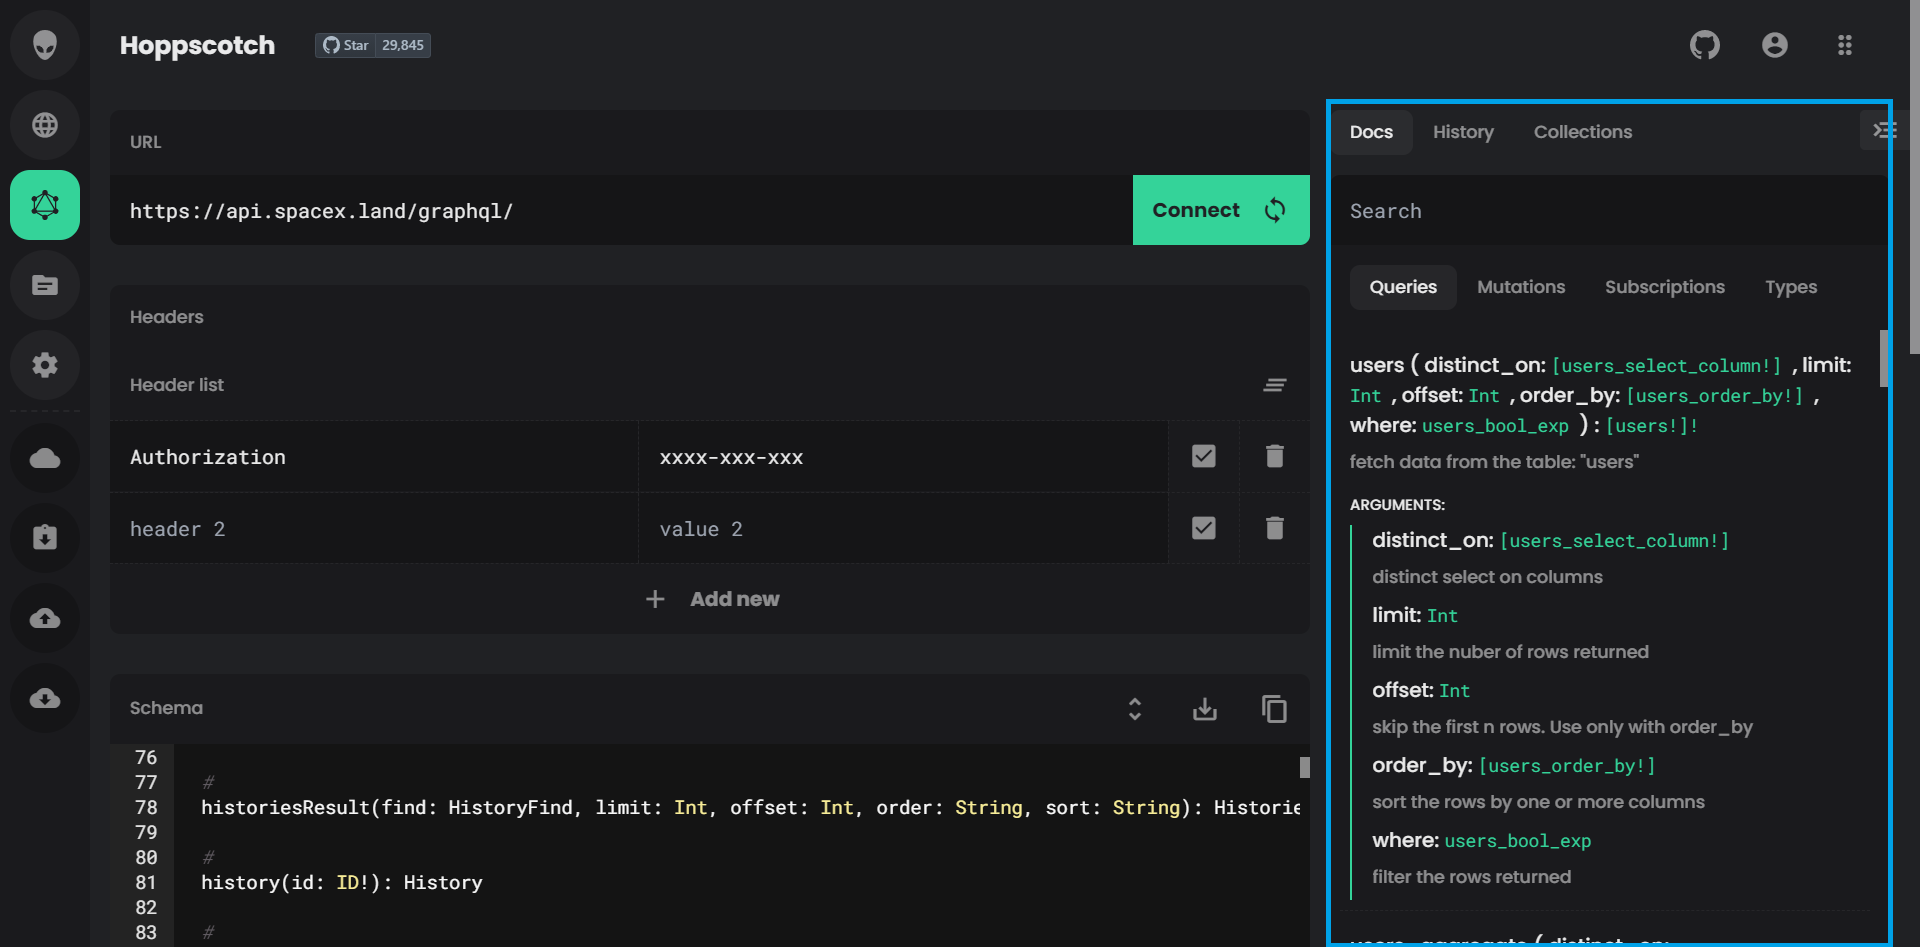 Hoppscotch
Star 29,845
URL
https://api.spacex.land/graphql/
Connect
Headers
Header list
Authorization xxxx-xxx-xxx
header 2 value 2
Add new
Schema
76
77 #
78 historiesResult(find: HistoryFind, limit: Int, offset: Int, order: String, sort: String): Historie
79
80 #
81 history(id: ID!): History
82
83 #
Docs History Collections
Search
Queries Mutations Subscriptions Types
users ( distinct_on: [users_select_column!] , limit:
Int , offset: Int , order_by: [users_order_by!] ,
where: users_bool_exp ) : [users!]!
fetch data from the table: "users"
ARGUMENTS:
distinct_on: [users_select_column!]
distinct select on columns
limit: Int
limit the nuber of rows returned
offset: Int
skip the first n rows. Use only with order_by
order_by: [users_order_by!]
sort the rows by one or more columns
where: users_bool_exp
filter the rows returned
users_aggregate ( distinct_on: